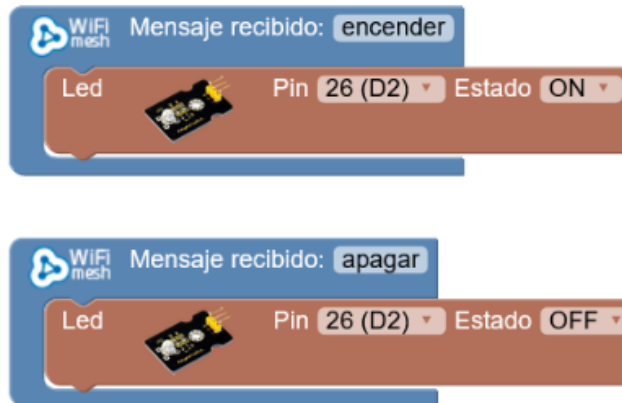 WiFi mesh Mensaje recibido: encender
Led Pin 26 (D2) Estado ON
WiFi mesh Mensaje recibido: apagar
Led Pin 26 (D2) Estado OFF